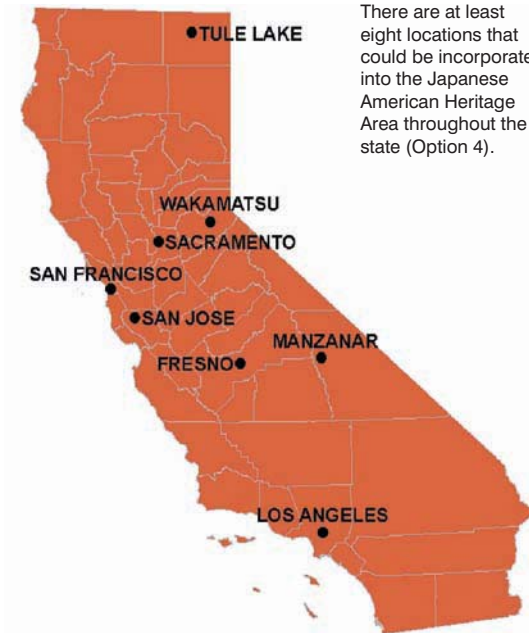 There are at least
eight locations that
could be incorporate
into the Japanese
American Heritage
Area throughout the
state (Option 4).
TULE LAKE
WAKAMATSU
SACRAMENTO
SAN FRANCISCO
SAN JOSE
MANZANAR
FRESNO
LOS ANGELES